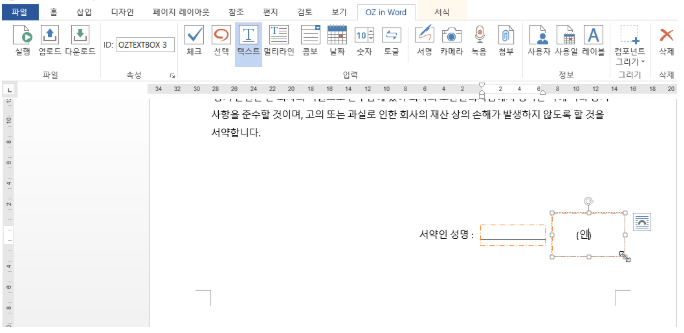 파일 홈 삽입 디자인 페이지 레이아웃 참조 편지 검토 보기 OZ in Word 서식
실행 업로드 다운로드 ID: OZTEXTBOX 3 체크 선택 텍스트 멀티라인 콤보 날짜 숫자 토글 서명 카메라 녹음 첨부 사용자 사용일 레이블 컴포넌트 그리기 삭제 삭제
파일 속성 입력 정보 그리기 삭제
34 32 30 28 26 24 22 20 18 16 14 12 10 8 6 4 2 2 4 6 8 10 12 14 16 18 20
사항을 준수할 것이며, 고의 또는 과실로 인한 회사의 재산 상의 손해가 발생하지 않도록 할 것을
서약합니다.
서약인 성명 : (인)